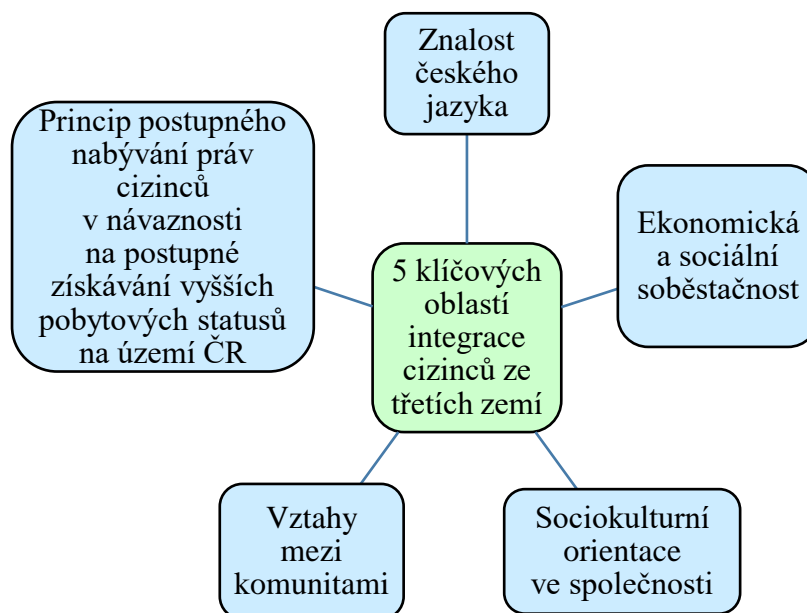 Znalost
českého
jazyka
Princip postupného
nabývání práv
cizinců
v návaznosti
na postupné
získávání vyšších
pobytových statusů
na území ČR
Ekonomická
a sociální
soběstačnost
5 klíčových
oblastí
integrace
cizinců ze
třetích zemí
Vztahy
mezi
komunitami
Sociokulturní
orientace
ve společnosti